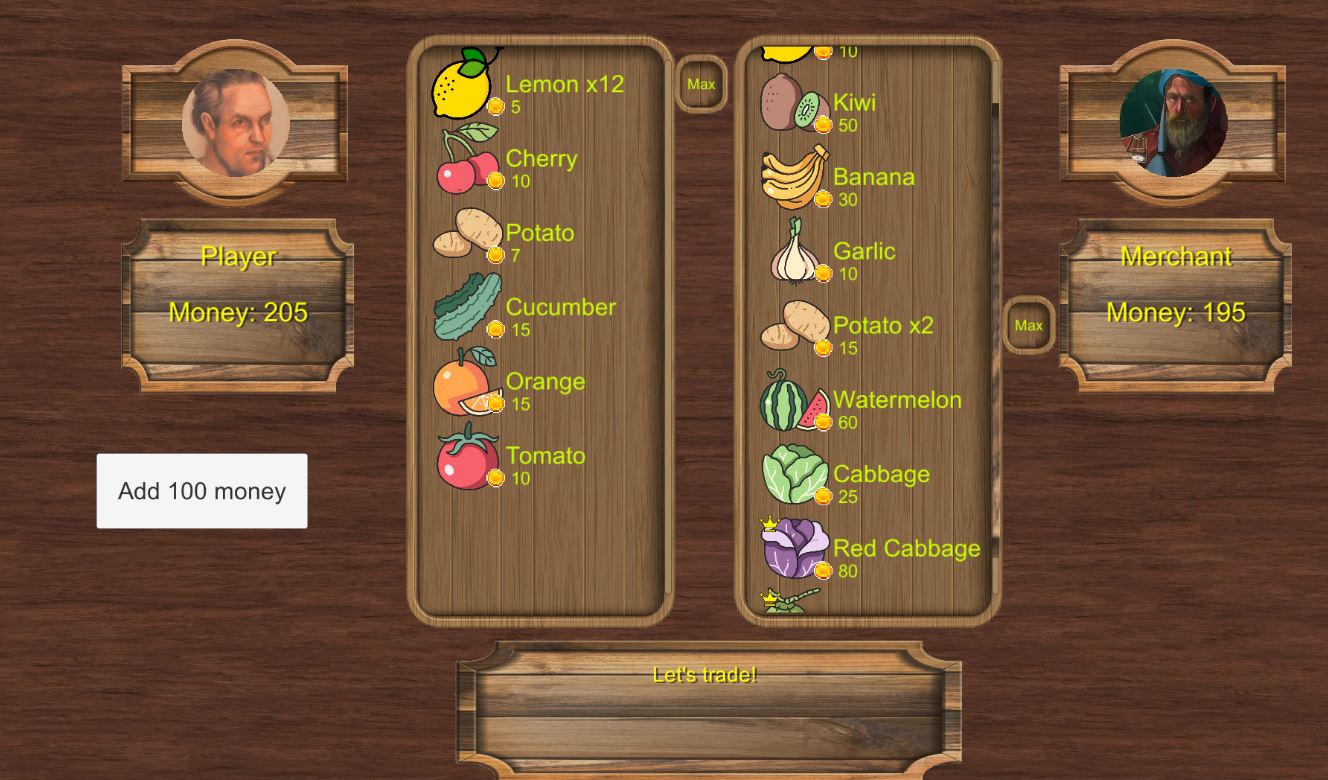 Player
Money: 205
Add 100 money
Lemon x12
5
Cherry
10
Potato
7
Cucumber
15
Orange
15
Tomato
10
Max
10
Kiwi
50
Banana
30
Garlic
10
Potato x2
15
Watermelon
60
Cabbage
25
Red Cabbage
80
Max
Merchant
Money: 195
Let's trade!